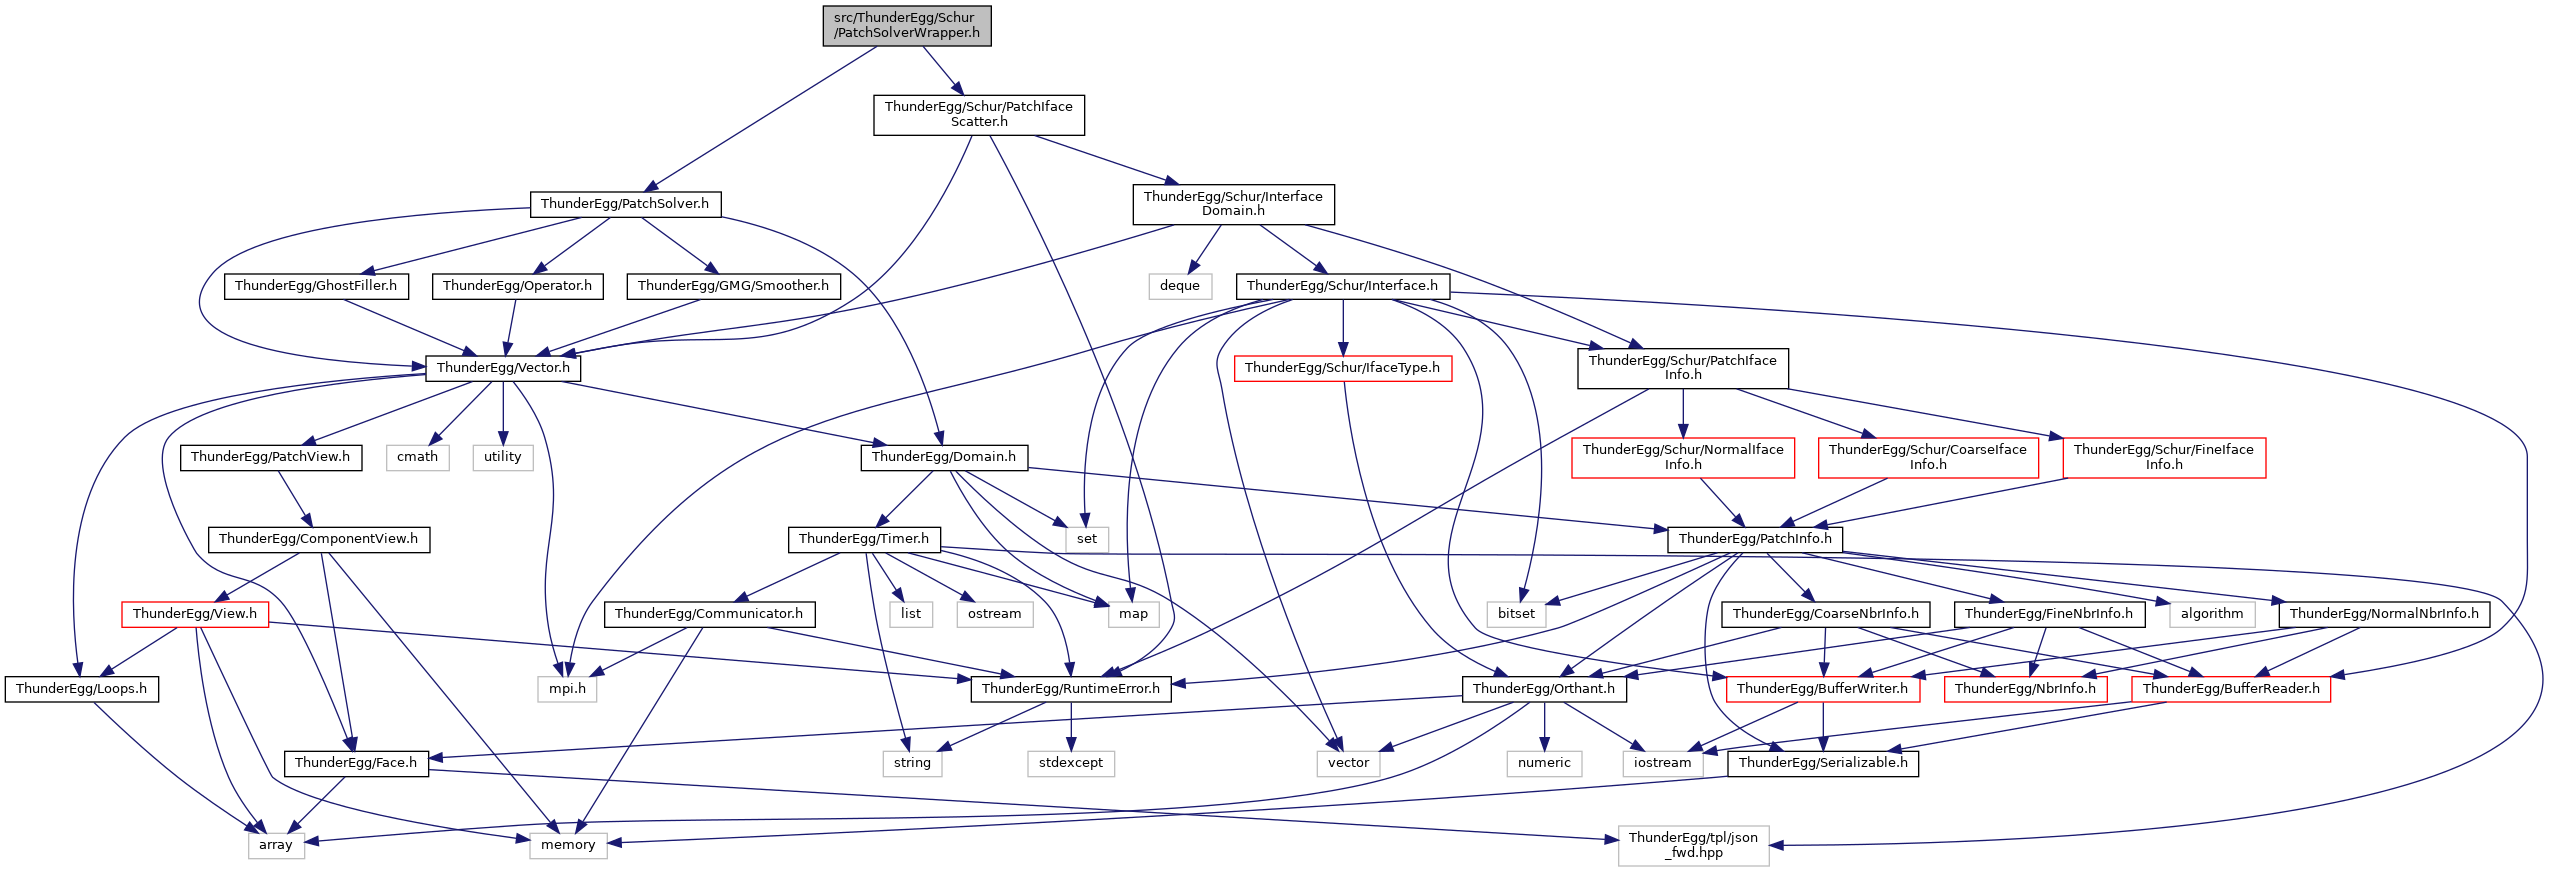 src/ThunderEgg/Schur
/PatchSolverWrapper.h
ThunderEgg/Schur/PatchIface
Scatter.h
ThunderEgg/PatchSolver.h
ThunderEgg/Schur/Interface
Domain.h
ThunderEgg/GhostFiller.h
ThunderEgg/Operator.h
ThunderEgg/GMG/Smoother.h
deque
ThunderEgg/Schur/Interface.h
ThunderEgg/Vector.h
ThunderEgg/Schur/IfaceType.h
ThunderEgg/Schur/PatchIface
Info.h
ThunderEgg/PatchView.h
cmath
utility
ThunderEgg/Domain.h
ThunderEgg/Schur/NormalIface
Info.h
ThunderEgg/Schur/CoarseIface
Info.h
ThunderEgg/Schur/FineIface
Info.h
ThunderEgg/ComponentView.h
ThunderEgg/Timer.h
set
ThunderEgg/PatchInfo.h
ThunderEgg/View.h
ThunderEgg/Communicator.h
list
ostream
map
bitset
ThunderEgg/CoarseNbrInfo.h
ThunderEgg/FineNbrInfo.h
algorithm
ThunderEgg/NormalNbrInfo.h
ThunderEgg/Loops.h
mpi.h
ThunderEgg/RuntimeError.h
ThunderEgg/Orthant.h
ThunderEgg/BufferWriter.h
ThunderEgg/NbrInfo.h
ThunderEgg/BufferReader.h
ThunderEgg/Face.h
string
stdexcept
vector
numeric
iostream
ThunderEgg/Serializable.h
array
memory
ThunderEgg/tpl/json
_fwd.hpp